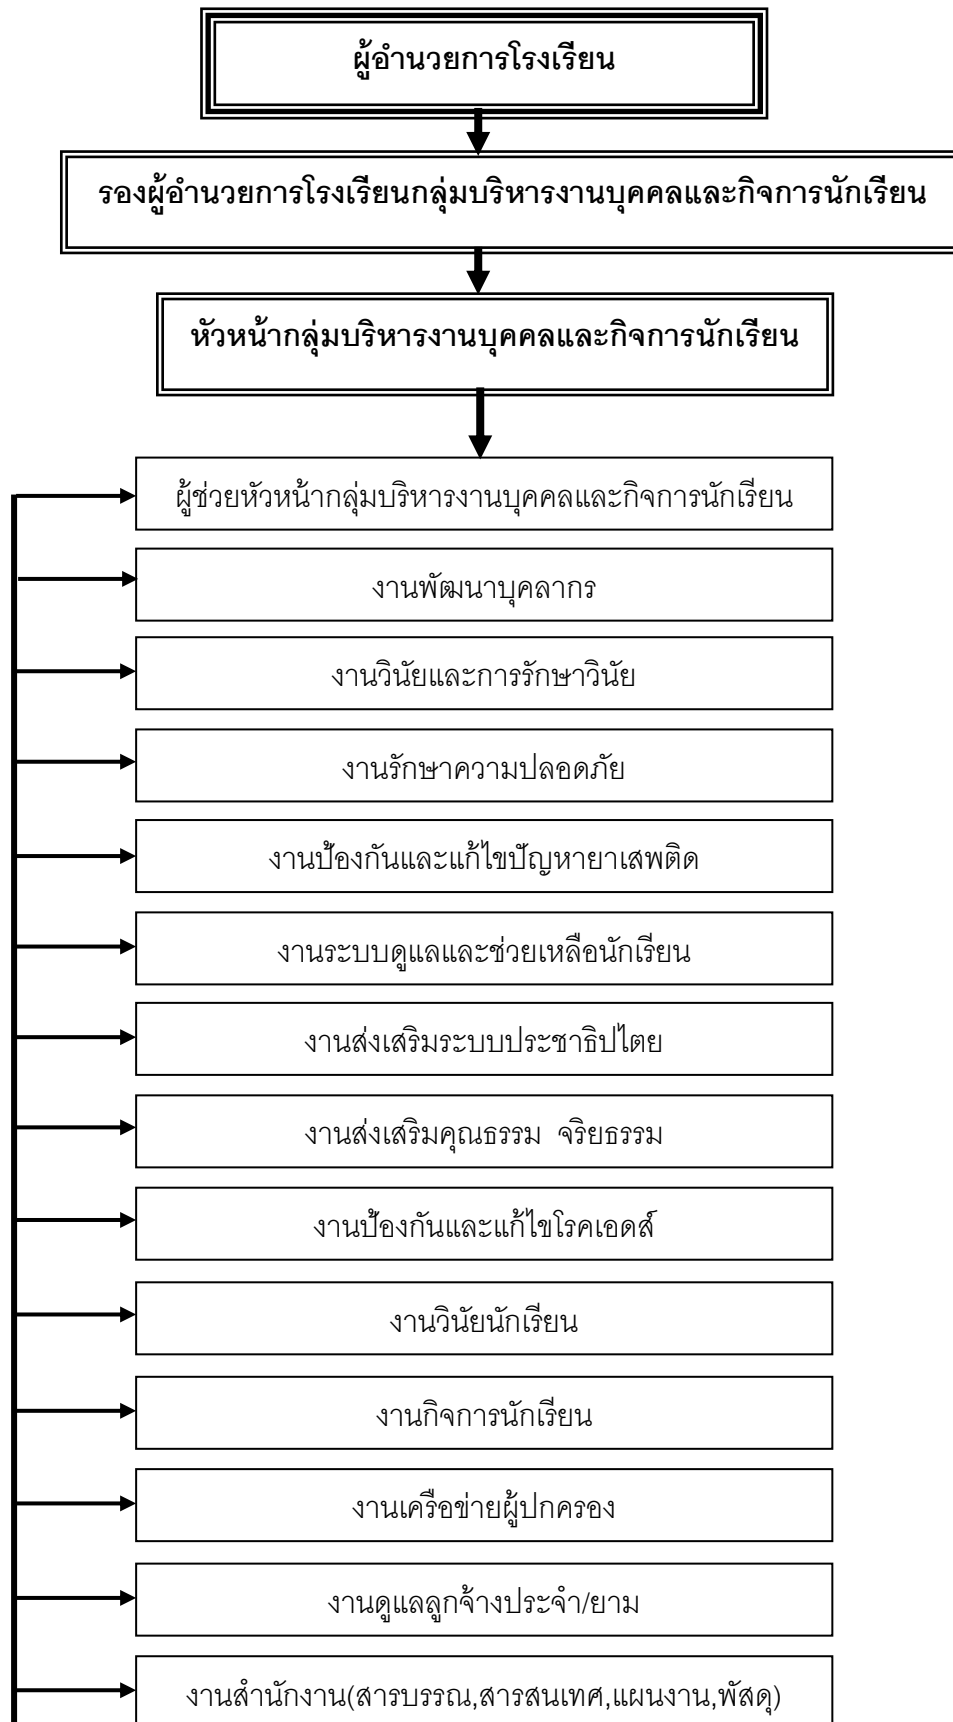 ผู้อำนวยการโรงเรียน
รองผู้อำนวยการโรงเรียนกลุ่มบริหารงานบุคคลและกิจการนักเรียน
หัวหน้ากลุ่มบริหารงานบุคคลและกิจการนักเรียน
ผู้ช่วยหัวหน้ากลุ่มบริหารงานบุคคลและกิจการนักเรียน
งานพัฒนาบุคลากร
งานวินัยและการรักษาวินัย
งานรักษาความปลอดภัย
งานป้องกันและแก้ไขปัญหายาเสพติด
งานระบบดูแลและช่วยเหลือนักเรียน
งานส่งเสริมระบบประชาธิปไตย
งานส่งเสริมคุณธรรม จริยธรรม
งานป้องกันและแก้ไขโรคเอดส์
งานวินัยนักเรียน
งานกิจการนักเรียน
งานเครือข่ายผู้ปกครอง
งานดูแลลูกจ้างประจำ/ยาม
งานสำนักงาน(สารบรรณ,สารสนเทศ,แผนงาน,พัสดุ)